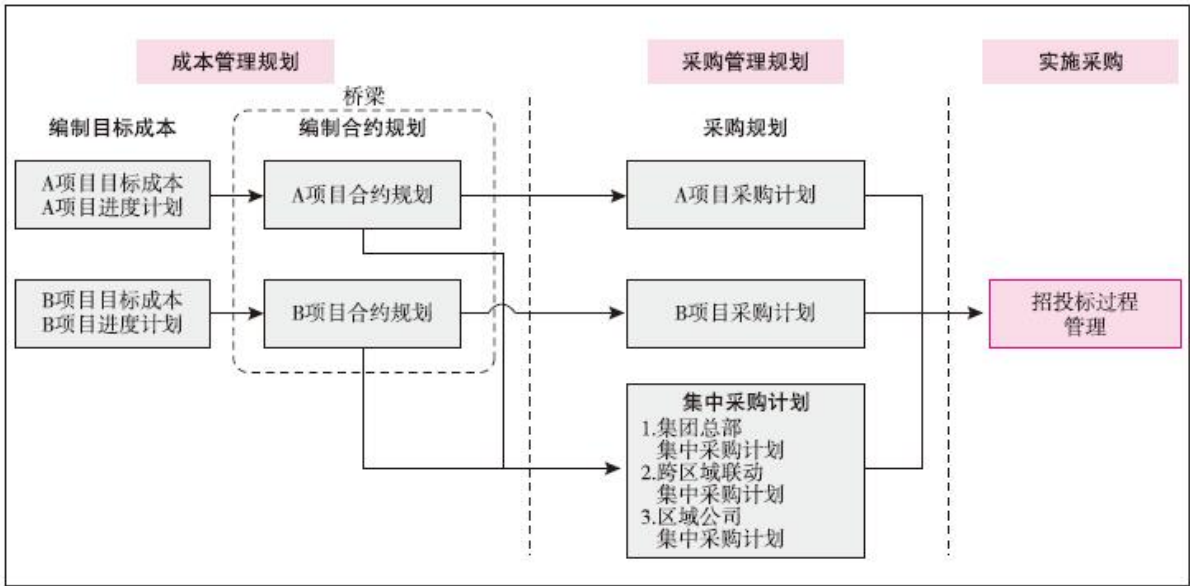 成本管理规划
采购管理规划
实施采购
桥梁
编制目标成本
编制合约规划
采购规划
A项目目标成本
A项目进度计划
A项目合约规划
A项目采购计划
B项目目标成本
B项目进度计划
B项目合约规划
B项目采购计划
招投标过程
管理
集中采购计划
1.集团总部
集中采购计划
2.跨区域联动
集中采购计划
3.区域公司
集中采购计划